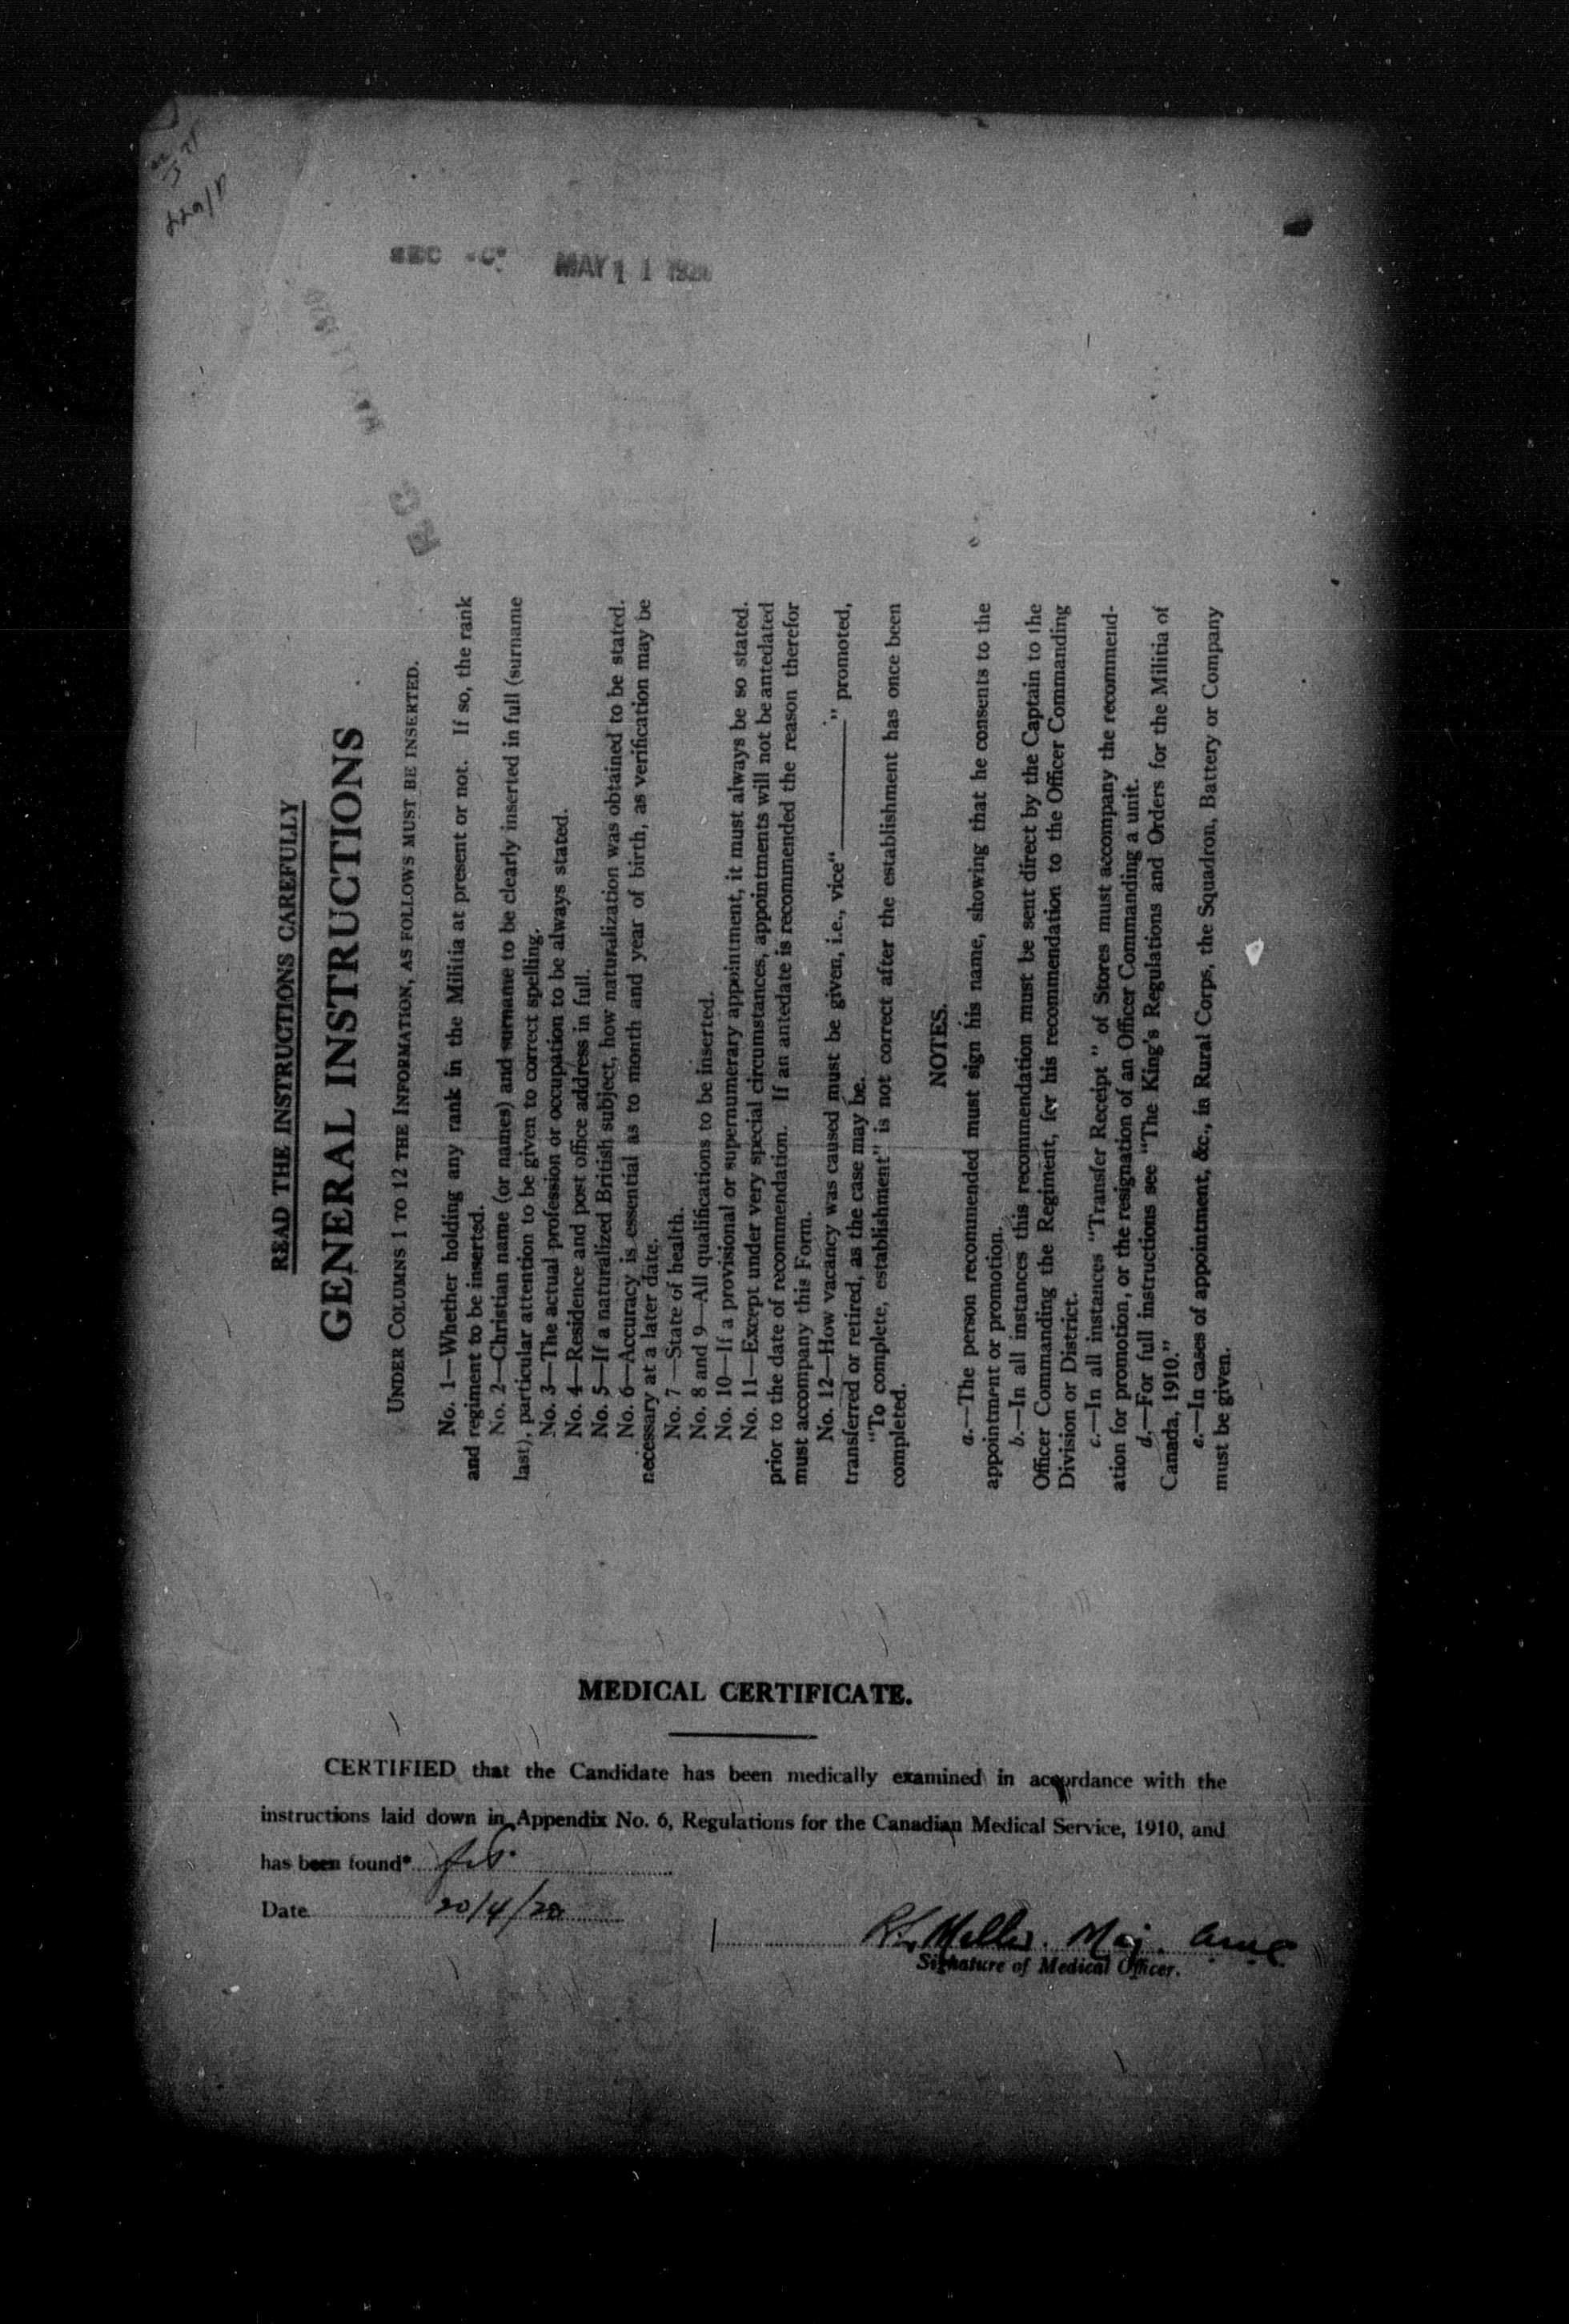 SEC "C" MAY 11 1920
READ THE INSTRUCTIONS CAREFULLY
GENERAL INSTRUCTIONS
UNDER COLUMNS 1 TO 12 THE INFORMATION, AS FOLLOWS MUST BE INSERTED.
No. 1—Whether holding any rank in the Militia at present or not. If so, the rank
and regiment to be inserted.
No. 2—Christian name (or names) and surname to be clearly inserted in full (surname
last), particular attention to be given to correct spelling.
No. 3—The actual profession or occupation to be always stated.
No. 4—Residence and post office address in full.
No. 5—If a naturalized British subject, how naturalization was obtained to be stated.
No. 6—Accuracy is essential as to month and year of birth, as verification may be
necessary at a later date.
No. 7—State of health.
No. 8 and 9—All qualifications to be inserted.
No. 10—If a provisional or supernumerary appointment, it must always be so stated.
No. 11—Except under very special circumstances, appointments will not be antedated
prior to the date of recommendation. If an antedate is recommended the reason therefor
must accompany this Form.
No. 12—How vacancy was caused must be given, i.e., vice "__________" promoted,
transferred or retired, as the case may be.
"To complete, establishment" is not correct after the establishment has once been
completed.
NOTES.
a.—The person recommended must sign his name, showing that he consents to the
appointment or promotion.
b.—In all instances this recommendation must be sent direct by the Captain to the
Officer Commanding the Regiment, for his recommendation to the Officer Commanding
Division or District.
c.—In all instances "Transfer Receipt" of Stores must accompany the recommend-
ation for promotion, or the resignation of an Officer Commanding a unit.
d.—For full instructions see "The King's Regulations and Orders for the Militia of
Canada, 1910."
e.—In cases of appointment, &c., in Rural Corps, the Squadron, Battery or Company
must be given.
MEDICAL CERTIFICATE.
CERTIFIED that the Candidate has been medically examined in accordance with the
instructions laid down in Appendix No. 6, Regulations for the Canadian Medical Service, 1910, and
has been found* fit
Date 20/4/20
Maj.
Signature of Medical Officer.